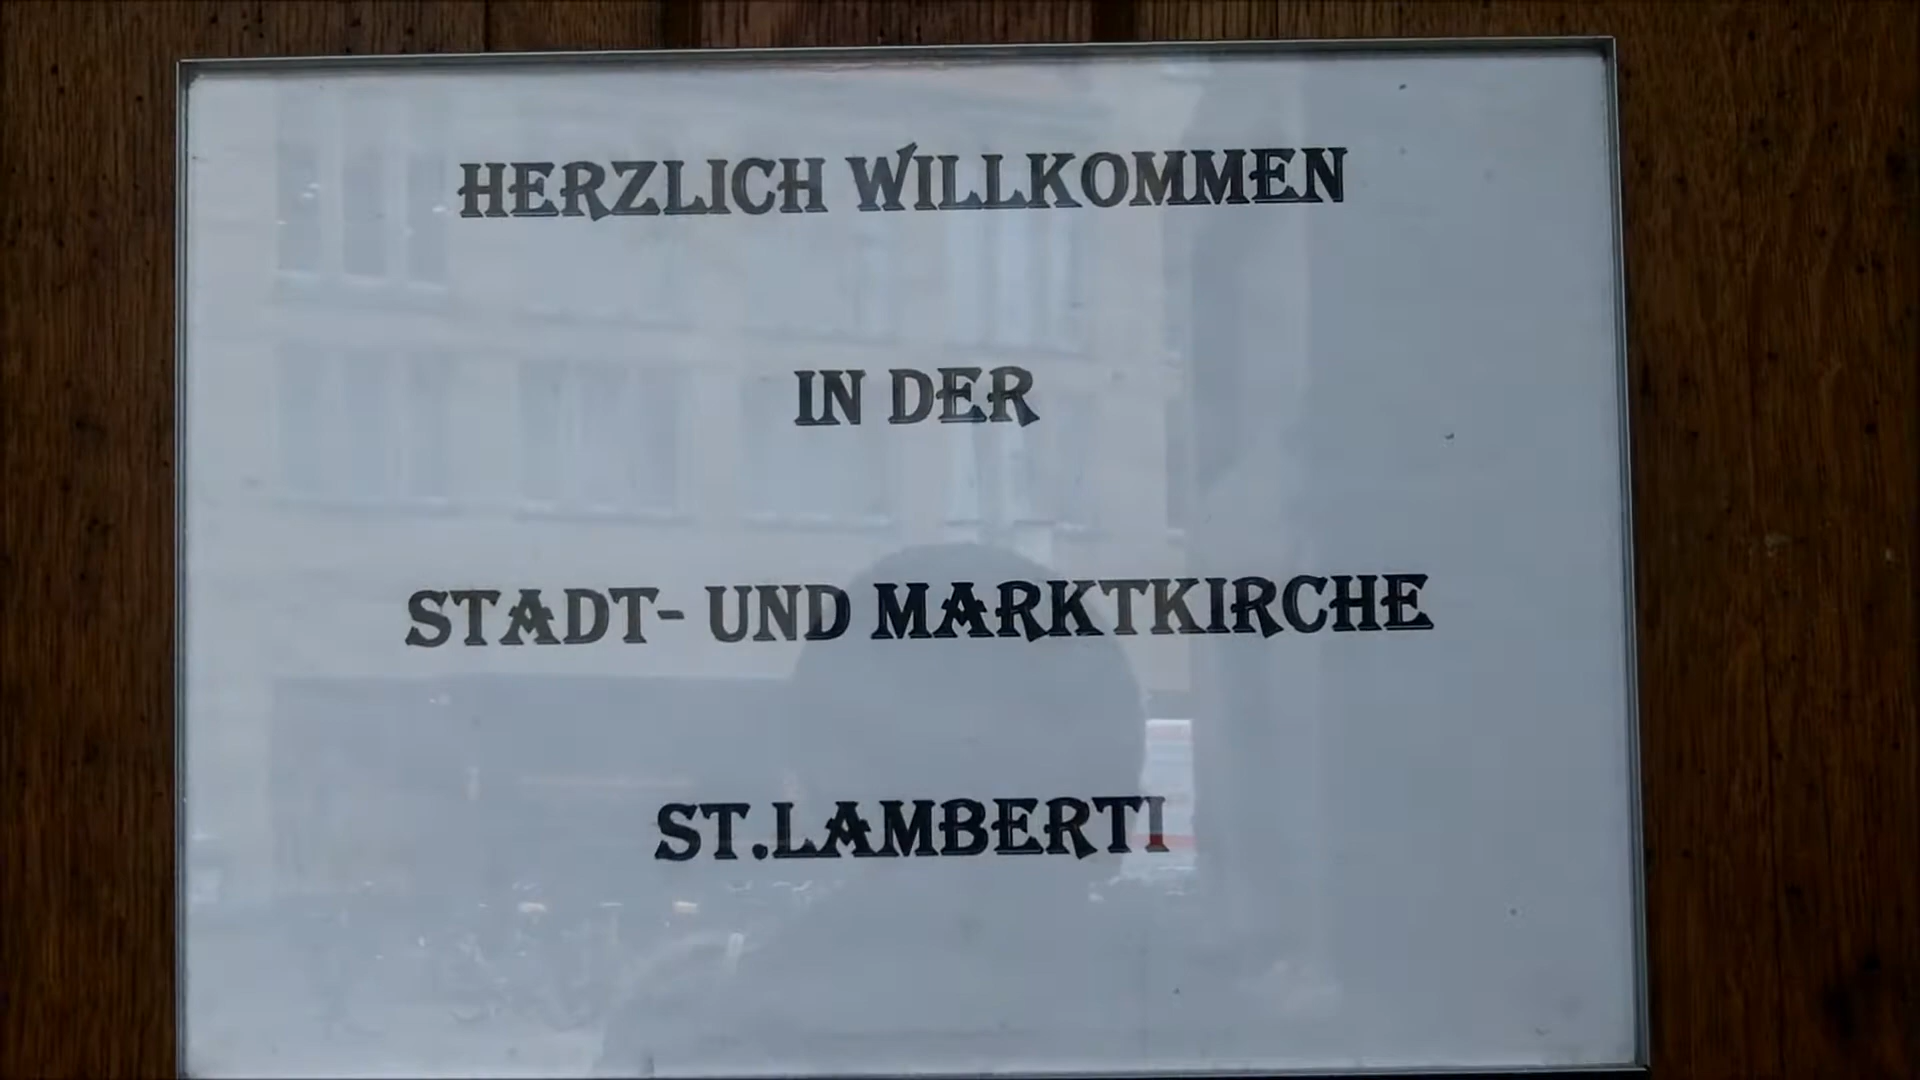 HERZLICH WILLKOMMEN
IN DER
STADT- UND MARKTKIRCHE
ST.LAMBERTI